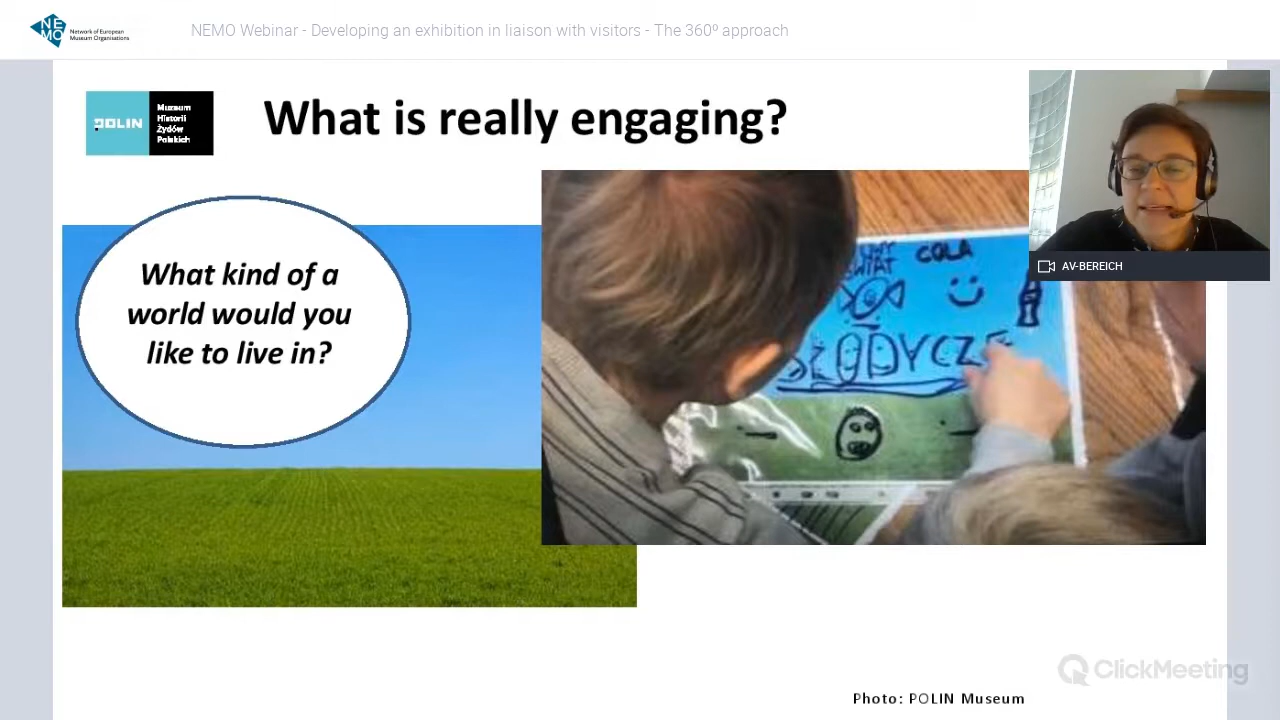 NEMO
Network of European
Museum Organisations
NEMO Webinar - Developing an exhibition in liaison with visitors - The 360º approach
POLIN
Muzeum
Historii
Żydów
Polskich
What is really engaging?
AV-BEREICH
What kind of a
world would you
like to live in?
COLA
SŁODYCZE
ClickMeeting
Photo: POLIN Museum